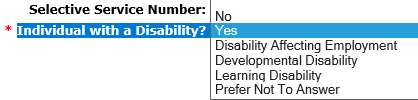 Selective Service Number:
No
* Individual with a Disability? Yes
Disability Affecting Employment
Developmental Disability
Learning Disability
Prefer Not To Answer